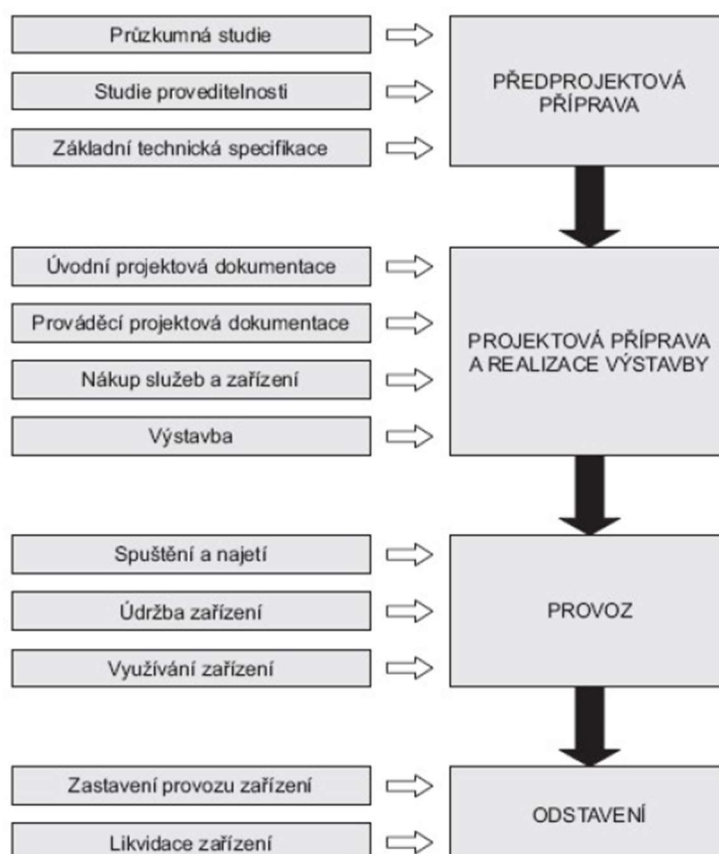 Průzkumná studie
Studie proveditelnosti
Základní technická specifikace
PŘEDPROJEKTOVÁ
PŘÍPRAVA
Úvodní projektová dokumentace
Prováděcí projektová dokumentace
Nákup služeb a zařízení
Výstavba
PROJEKTOVÁ PŘÍPRAVA
A REALIZACE VÝSTAVBY
Spuštění a najetí
Údržba zařízení
Využívání zařízení
PROVOZ
Zastavení provozu zařízení
Likvidace zařízení
ODSTAVENÍ